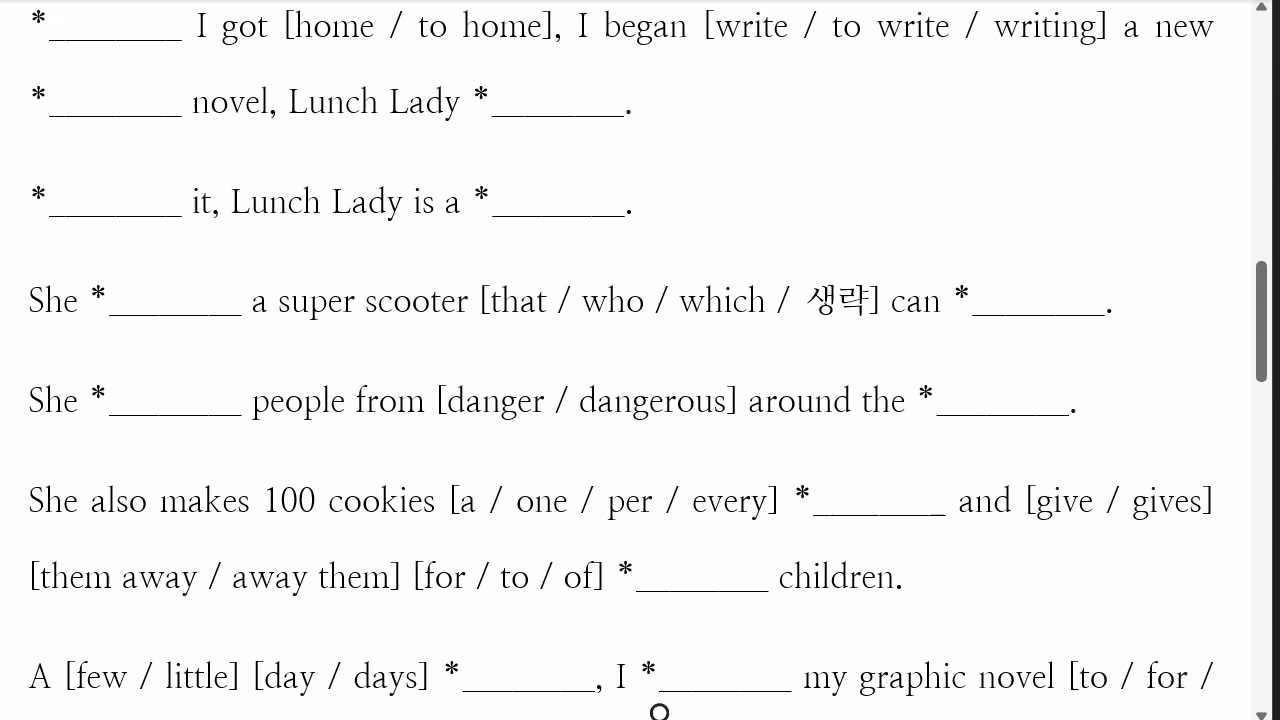 *________ I got [home / to home], I began [write / to write / writing] a new
*________ novel, Lunch Lady *________.
*________ it, Lunch Lady is a *________.
She *________ a super scooter [that / who / which / 생략] can *________.
She *________ people from [danger / dangerous] around the *________.
She also makes 100 cookies [a / one / per / every] *________ and [give / gives]
[them away / away them] [for / to / of] *________ children.
A [few / little] [day / days] *________, I *________ my graphic novel [to / for /